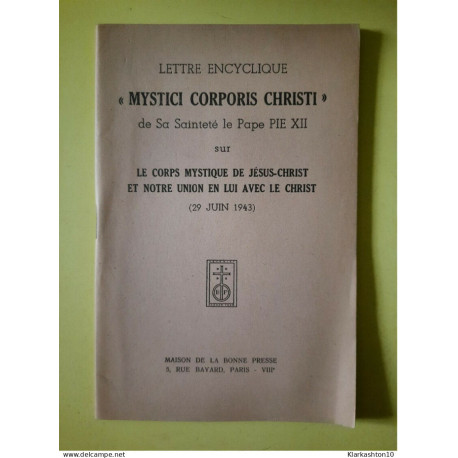 LETTRE ENCYCLIQUE
« MYSTICI CORPORIS CHRISTI »
de Sa Sainteté le Pape PIE XII
sur
LE CORPS MYSTIQUE DE JÉSUS-CHRIST
ET NOTRE UNION EN LUI AVEC LE CHRIST
(29 JUIN 1943)
B P
MAISON DE LA BONNE PRESSE
5, RUE BAYARD, PARIS - VIIIᵉ
www.delcampe.net
Klarkashton10